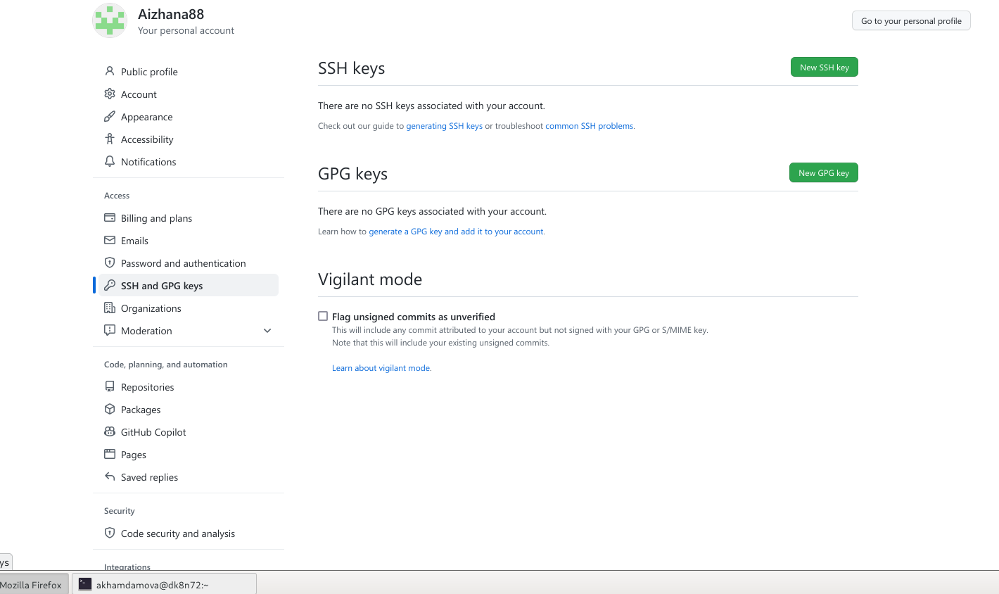 Aizhana88
Your personal account
Go to your personal profile
Public profile
Account
Appearance
Accessibility
Notifications
Access
Billing and plans
Emails
Password and authentication
SSH and GPG keys
Organizations
Moderation
Code, planning, and automation
Repositories
Packages
GitHub Copilot
Pages
Saved replies
Security
Code security and analysis
Integrations
SSH keys
New SSH key
There are no SSH keys associated with your account.
Check out our guide to generating SSH keys or troubleshoot common SSH problems.
GPG keys
New GPG key
There are no GPG keys associated with your account.
Learn how to generate a GPG key and add it to your account.
Vigilant mode
Flag unsigned commits as unverified
This will include any commit attributed to your account but not signed with your GPG or S/MIME key.
Note that this will include your existing unsigned commits.
Learn about vigilant mode.
ys
Mozilla Firefox
akhamdamova@dk8n72:~